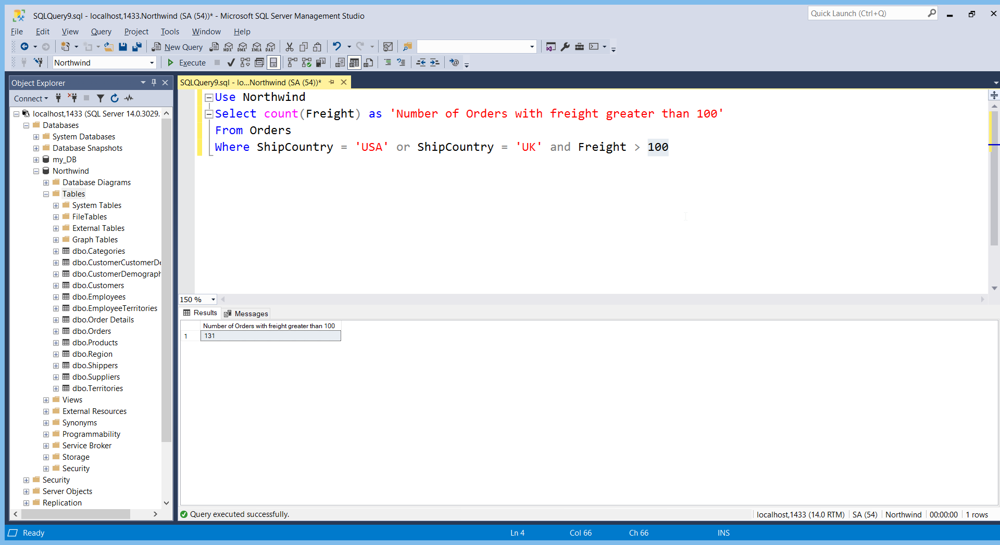 SQLQuery9.sql - localhost,1433.Northwind (SA (54))* - Microsoft SQL Server Management Studio
Quick Launch (Ctrl+Q)
File Edit View Query Project Tools Window Help
New Query MDX DMX XMLA DAX
Northwind Execute
Object Explorer
Connect
localhost,1433 (SQL Server 14.0.3029.
Databases
System Databases
Database Snapshots
my_DB
Northwind
Database Diagrams
Tables
System Tables
FileTables
External Tables
Graph Tables
dbo.Categories
dbo.CustomerCustomerDe
dbo.CustomerDemograph
dbo.Customers
dbo.Employees
dbo.EmployeeTerritories
dbo.Order Details
dbo.Orders
dbo.Products
dbo.Region
dbo.Shippers
dbo.Suppliers
dbo.Territories
Views
External Resources
Synonyms
Programmability
Service Broker
Storage
Security
Security
Server Objects
Replication
SQLQuery9.sql - lo...Northwind (SA (54))*
Use Northwind
Select count(Freight) as 'Number of Orders with freight greater than 100'
From Orders
Where ShipCountry = 'USA' or ShipCountry = 'UK' and Freight > 100
150 %
Results Messages
Number of Orders with freight greater than 100
1 131
Query executed successfully.
localhost,1433 (14.0 RTM) SA (54) Northwind 00:00:00 1 rows
Ready Ln 4 Col 66 Ch 66 INS